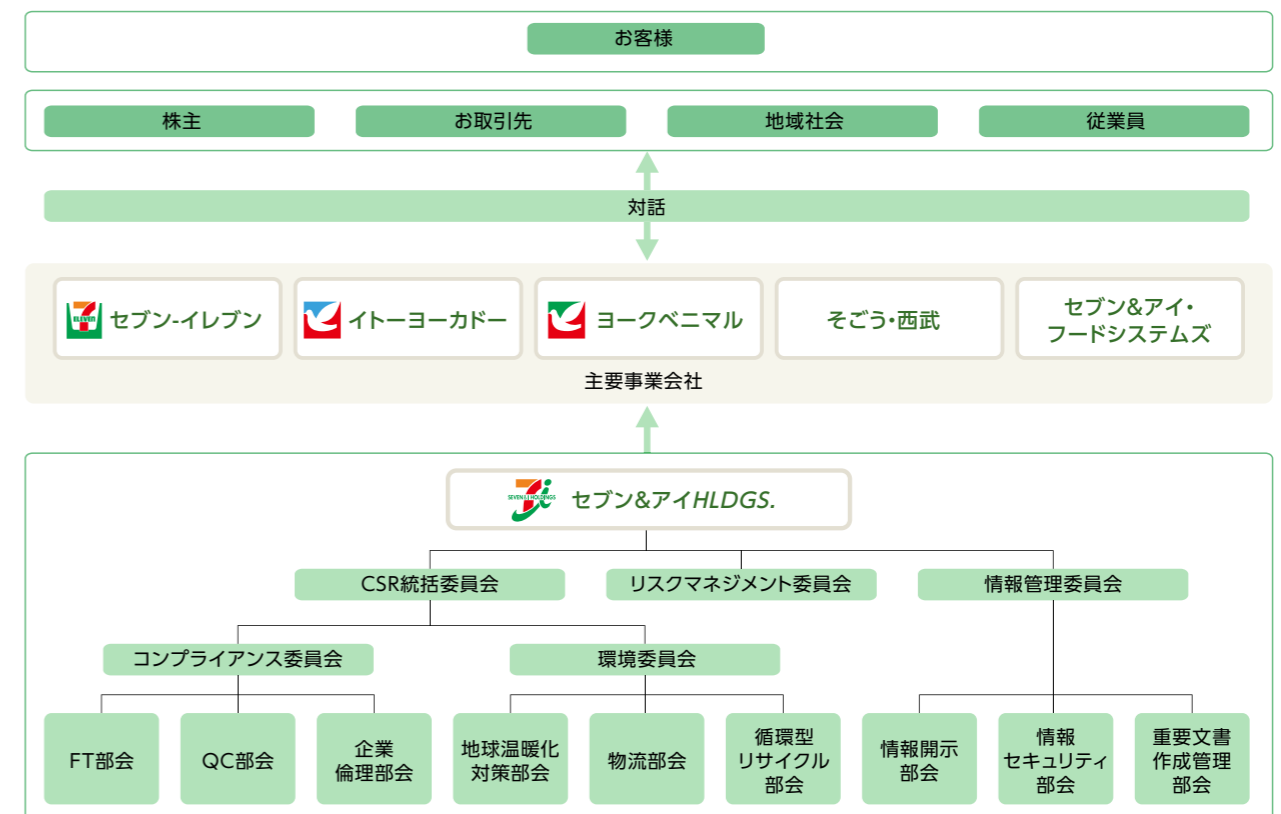 お客様
株主
お取引先
地域社会
従業員
対話
ELEVEN
セブン-イレブン
イトーヨーカドー
ヨークベニマル
そごう・西武
セブン&アイ・
フードシステムズ
主要事業会社
SEVEN & i HOLDINGS
セブン&アイHLDGS.
CSR統括委員会
リスクマネジメント委員会
情報管理委員会
コンプライアンス委員会
環境委員会
FT部会
QC部会
企業
倫理部会
地球温暖化
対策部会
物流部会
循環型
リサイクル
部会
情報開示
部会
情報
セキュリティ
部会
重要文書
作成管理
部会